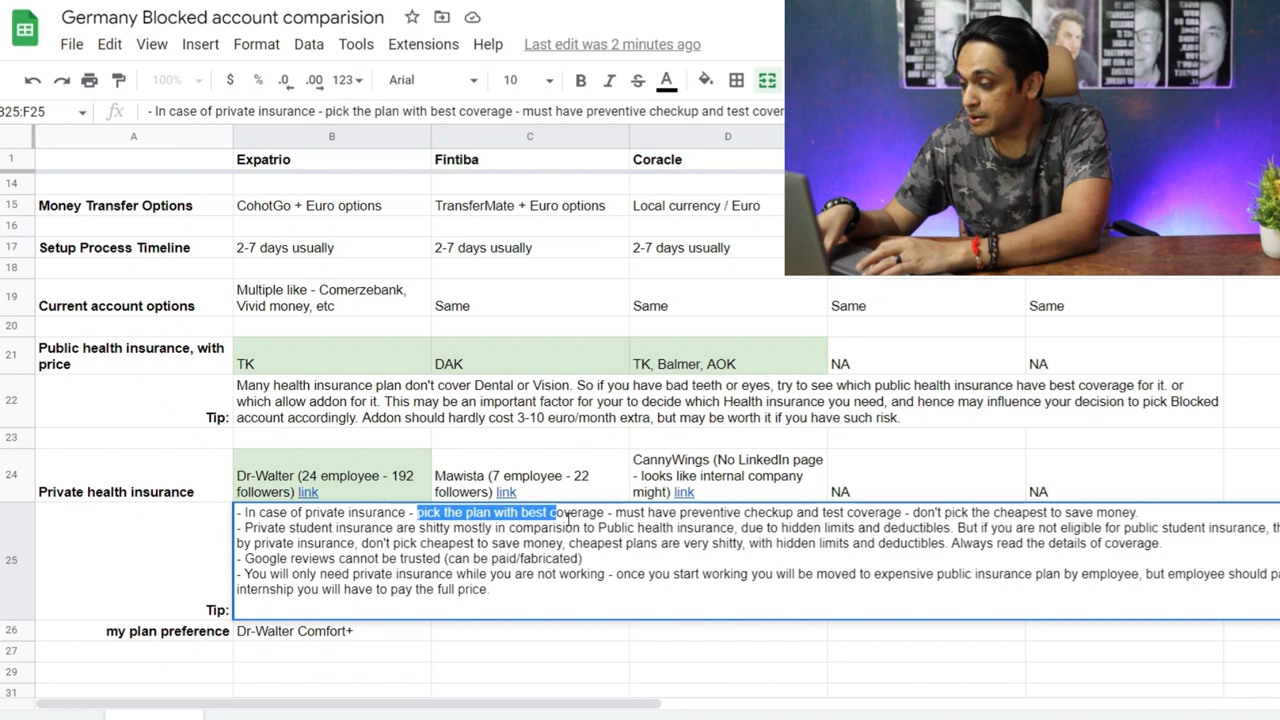 Germany Blocked account comparision
File Edit View Insert Format Data Tools Extensions Help Last edit was 2 minutes ago
100% $ % .0 .00 123 Arial 10 B I S A
B25:F25 fx - In case of private insurance - pick the plan with best coverage - must have preventive checkup and test cover
A B C D
1 Expatrio Fintiba Coracle
14
15 Money Transfer Options CohotGo + Euro options TransferMate + Euro options Local currency / Euro
16
17 Setup Process Timeline 2-7 days usually 2-7 days usually 2-7 days usually
18
Multiple like - Comerzebank,
19 Current account options Vivid money, etc Same Same Same Same
20
Public health insurance, with
21 price TK DAK TK, Balmer, AOK NA NA
Many health insurance plan don't cover Dental or Vision. So if you have bad teeth or eyes, try to see which public health insurance have best coverage for it. or
22 which allow addon for it. This may be an important factor for your to decide which Health insurance you need, and hence may influence your decision to pick Blocked
Tip: account accordingly. Addon should hardly cost 3-10 euro/month extra, but may be worth it if you have such risk.
23
CannyWings (No LinkedIn page
24 Dr-Walter (24 employee - 192 Mawista (7 employee - 22 - looks like internal company
Private health insurance followers) link followers) link might) link NA NA
- In case of private insurance - pick the plan with best coverage - must have preventive checkup and test coverage - don't pick the cheapest to save money.
- Private student insurance are shitty mostly in comparision to Public health insurance, due to hidden limits and deductibles. But if you are not eligible for public student insurance, th
by private insurance, don't pick cheapest to save money, cheapest plans are very shitty, with hidden limits and deductibles. Always read the details of coverage.
25 - Google reviews cannot be trusted (can be paid/fabricated)
- You will only need private insurance while you are not working - once you start working you will be moved to expensive public insurance plan by employee, but employee should pa
internship you will have to pay the full price.
Tip:
26 my plan preference Dr-Walter Comfort+
27
29
31